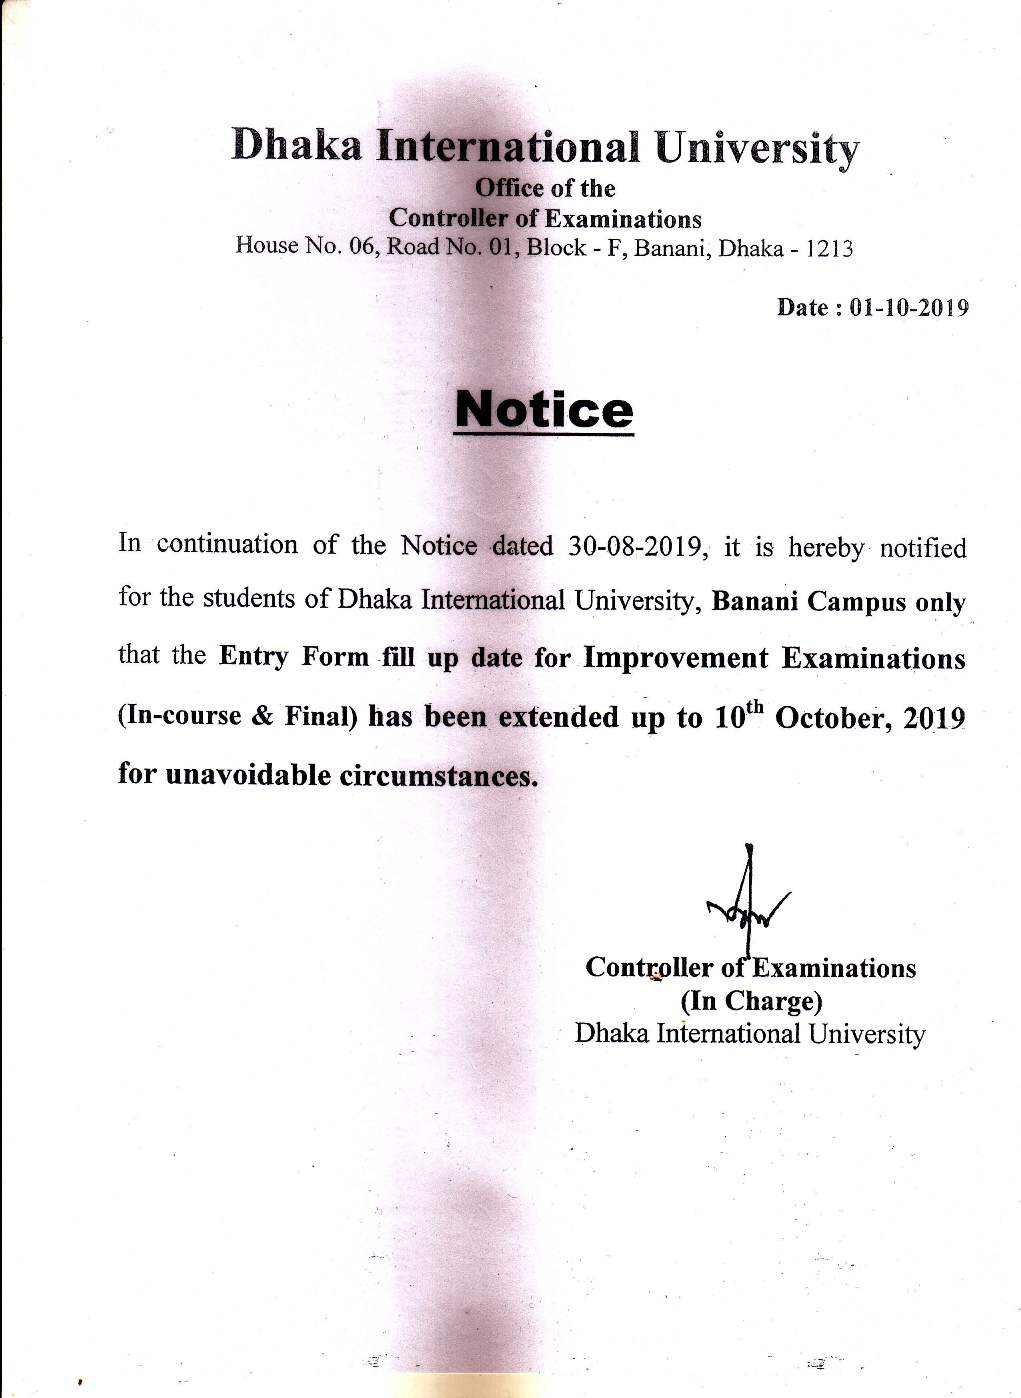 Dhaka International University
Office of the
Controller of Examinations
House No. 06, Road No. 01, Block - F, Banani, Dhaka - 1213
Date : 01-10-2019
Notice
In continuation of the Notice dated 30-08-2019, it is hereby notified
for the students of Dhaka International University, Banani Campus only
that the Entry Form fill up date for Improvement Examinations
(In-course & Final) has been extended up to 10th October, 2019
for unavoidable circumstances.
Controller of Examinations
(In Charge)
Dhaka International University